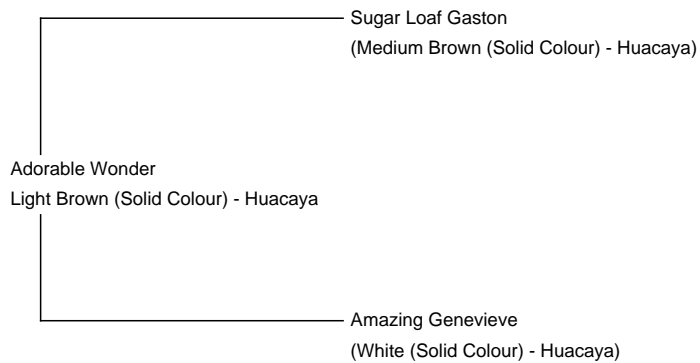 Sugar Loaf Gaston
(Medium Brown (Solid Colour) - Huacaya)
Adorable Wonder
Light Brown (Solid Colour) - Huacaya
Amazing Genevieve
(White (Solid Colour) - Huacaya)